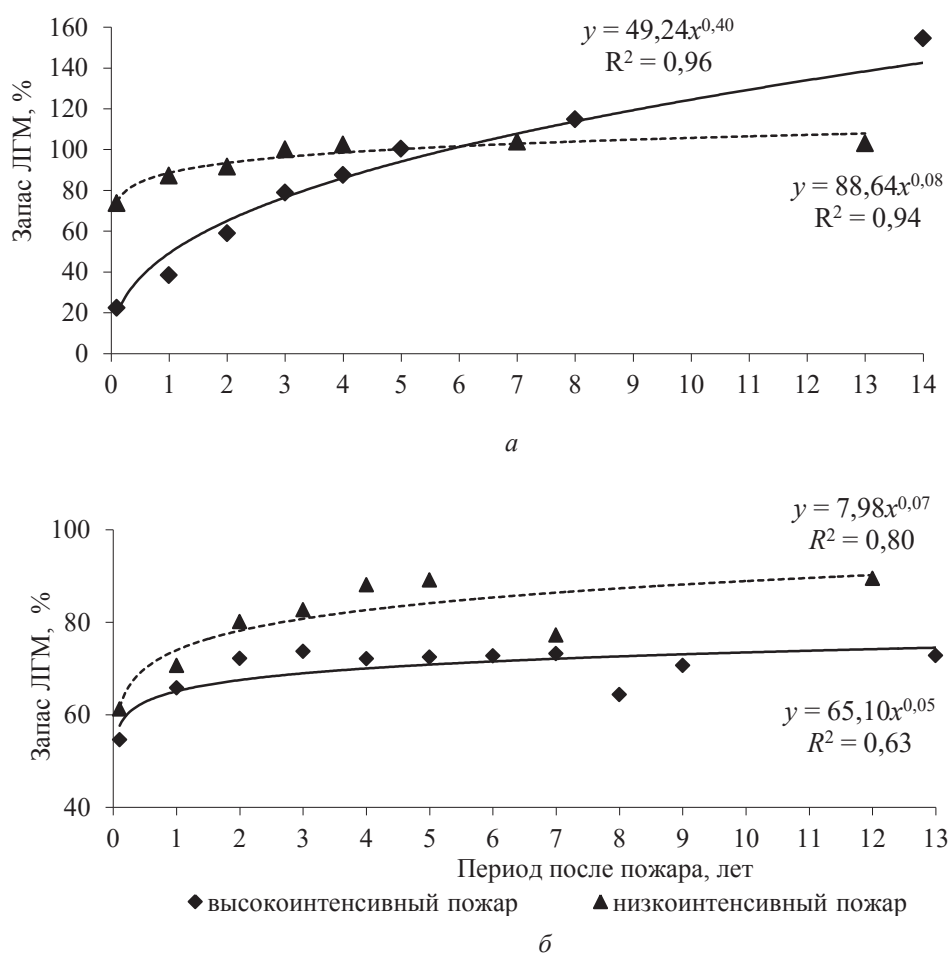 160
140
120
100
80
60
40
20
0
Запас ЛГМ, %
y = 49,24x^0,40
R² = 0,96
y = 88,64x^0,08
R² = 0,94
0 1 2 3 4 5 6 7 8 9 10 11 12 13 14
а
100
80
60
40
Запас ЛГМ, %
y = 7,98x^0,07
R² = 0,80
y = 65,10x^0,05
R² = 0,63
0 1 2 3 4 5 6 7 8 9 10 11 12 13
Период после пожара, лет
высокоинтенсивный пожар низкоинтенсивный пожар
б